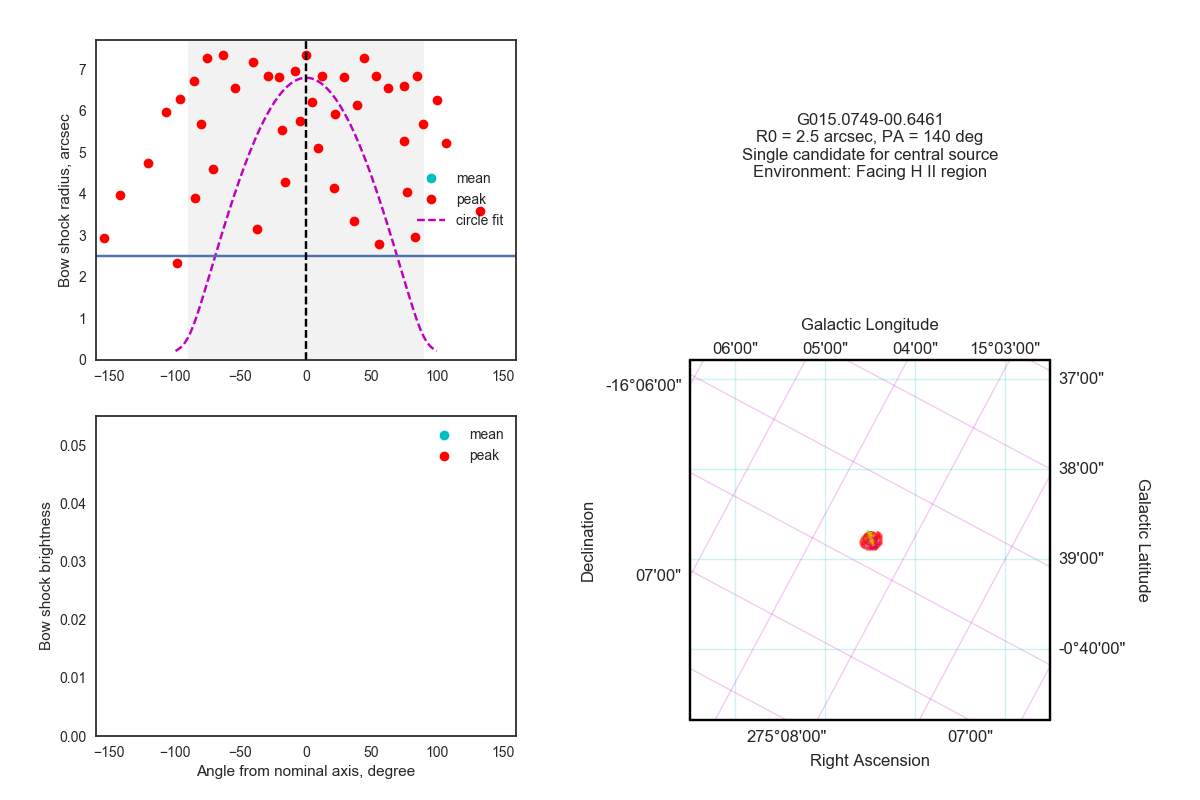 Bow shock radius, arcsec
7
6
5
4
3
2
1
0
mean
peak
circle fit
−150
−100
−50
0
50
100
150
G015.0749-00.6461
R0 = 2.5 arcsec, PA = 140 deg
Single candidate for central source
Environment: Facing H II region
Bow shock brightness
0.05
0.04
0.03
0.02
0.01
0.00
mean
peak
−150
−100
−50
0
50
100
150
Angle from nominal axis, degree
Galactic Longitude
06'00"
05'00"
04'00"
15°03'00"
-16°06'00"
07'00"
Declination
37'00"
38'00"
39'00"
-0°40'00"
Galactic Latitude
275°08'00"
07'00"
Right Ascension